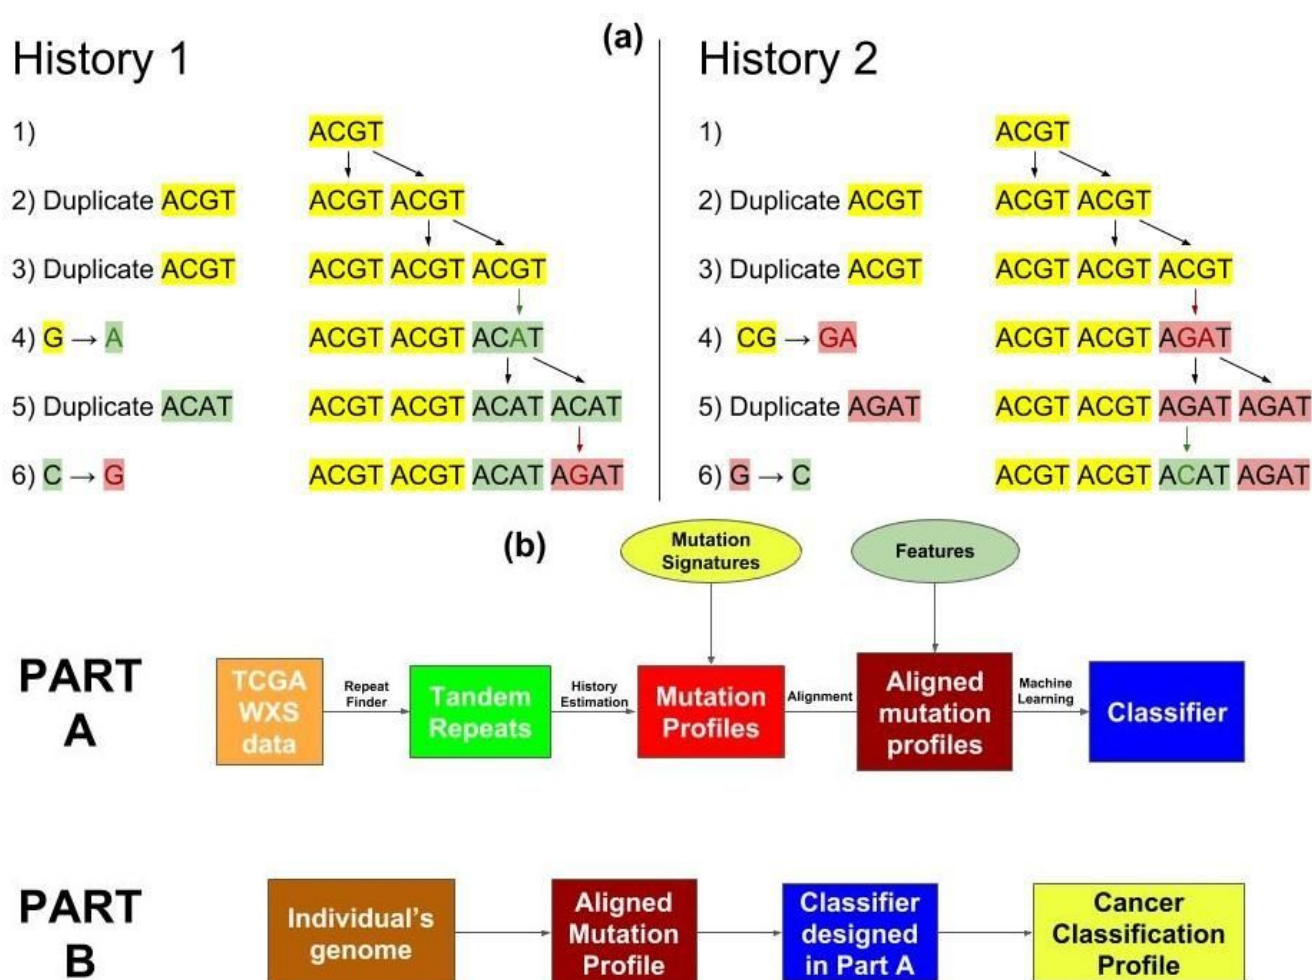 (a)
History 1
1) ACGT
2) Duplicate ACGT ACGT ACGT
3) Duplicate ACGT ACGT ACGT ACGT
4) G → A ACGT ACGT ACAT
5) Duplicate ACAT ACGT ACGT ACAT ACAT
6) C → G ACGT ACGT ACAT AGAT
History 2
1) ACGT
2) Duplicate ACGT ACGT ACGT
3) Duplicate ACGT ACGT ACGT ACGT
4) CG → GA ACGT ACGT AGAT
5) Duplicate AGAT ACGT ACGT AGAT AGAT
6) G → C ACGT ACGT ACAT AGAT
(b)
Mutation
Signatures
Features
PART
A
TCGA
WXS
data
Repeat
Finder
Tandem
Repeats
History
Estimation
Mutation
Profiles
Alignment
Aligned
mutation
profiles
Machine
Learning
Classifier
PART
B
Individual's
genome
Aligned
Mutation
Profile
Classifier
designed
in Part A
Cancer
Classification
Profile